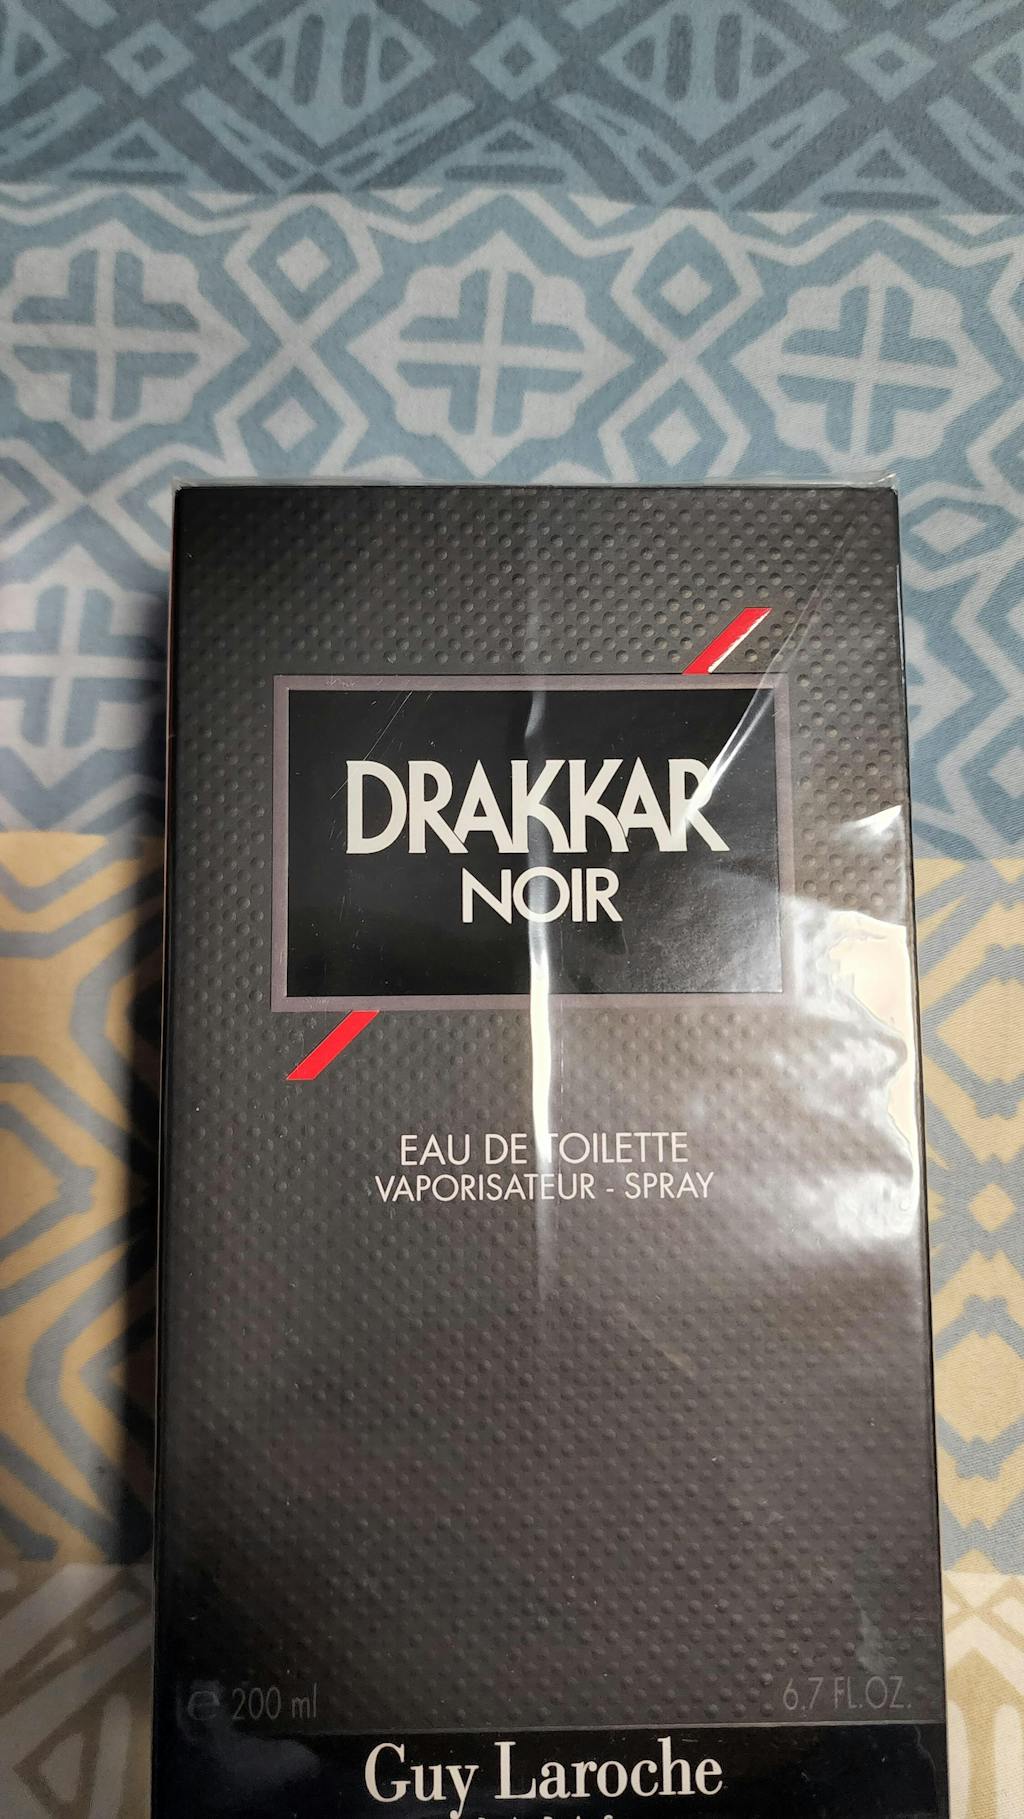 DRAKKAR
NOIR
EAU DE TOILETTE
VAPORISATEUR - SPRAY
℮ 200 ml 6.7 FL.OZ.
Guy Laroche